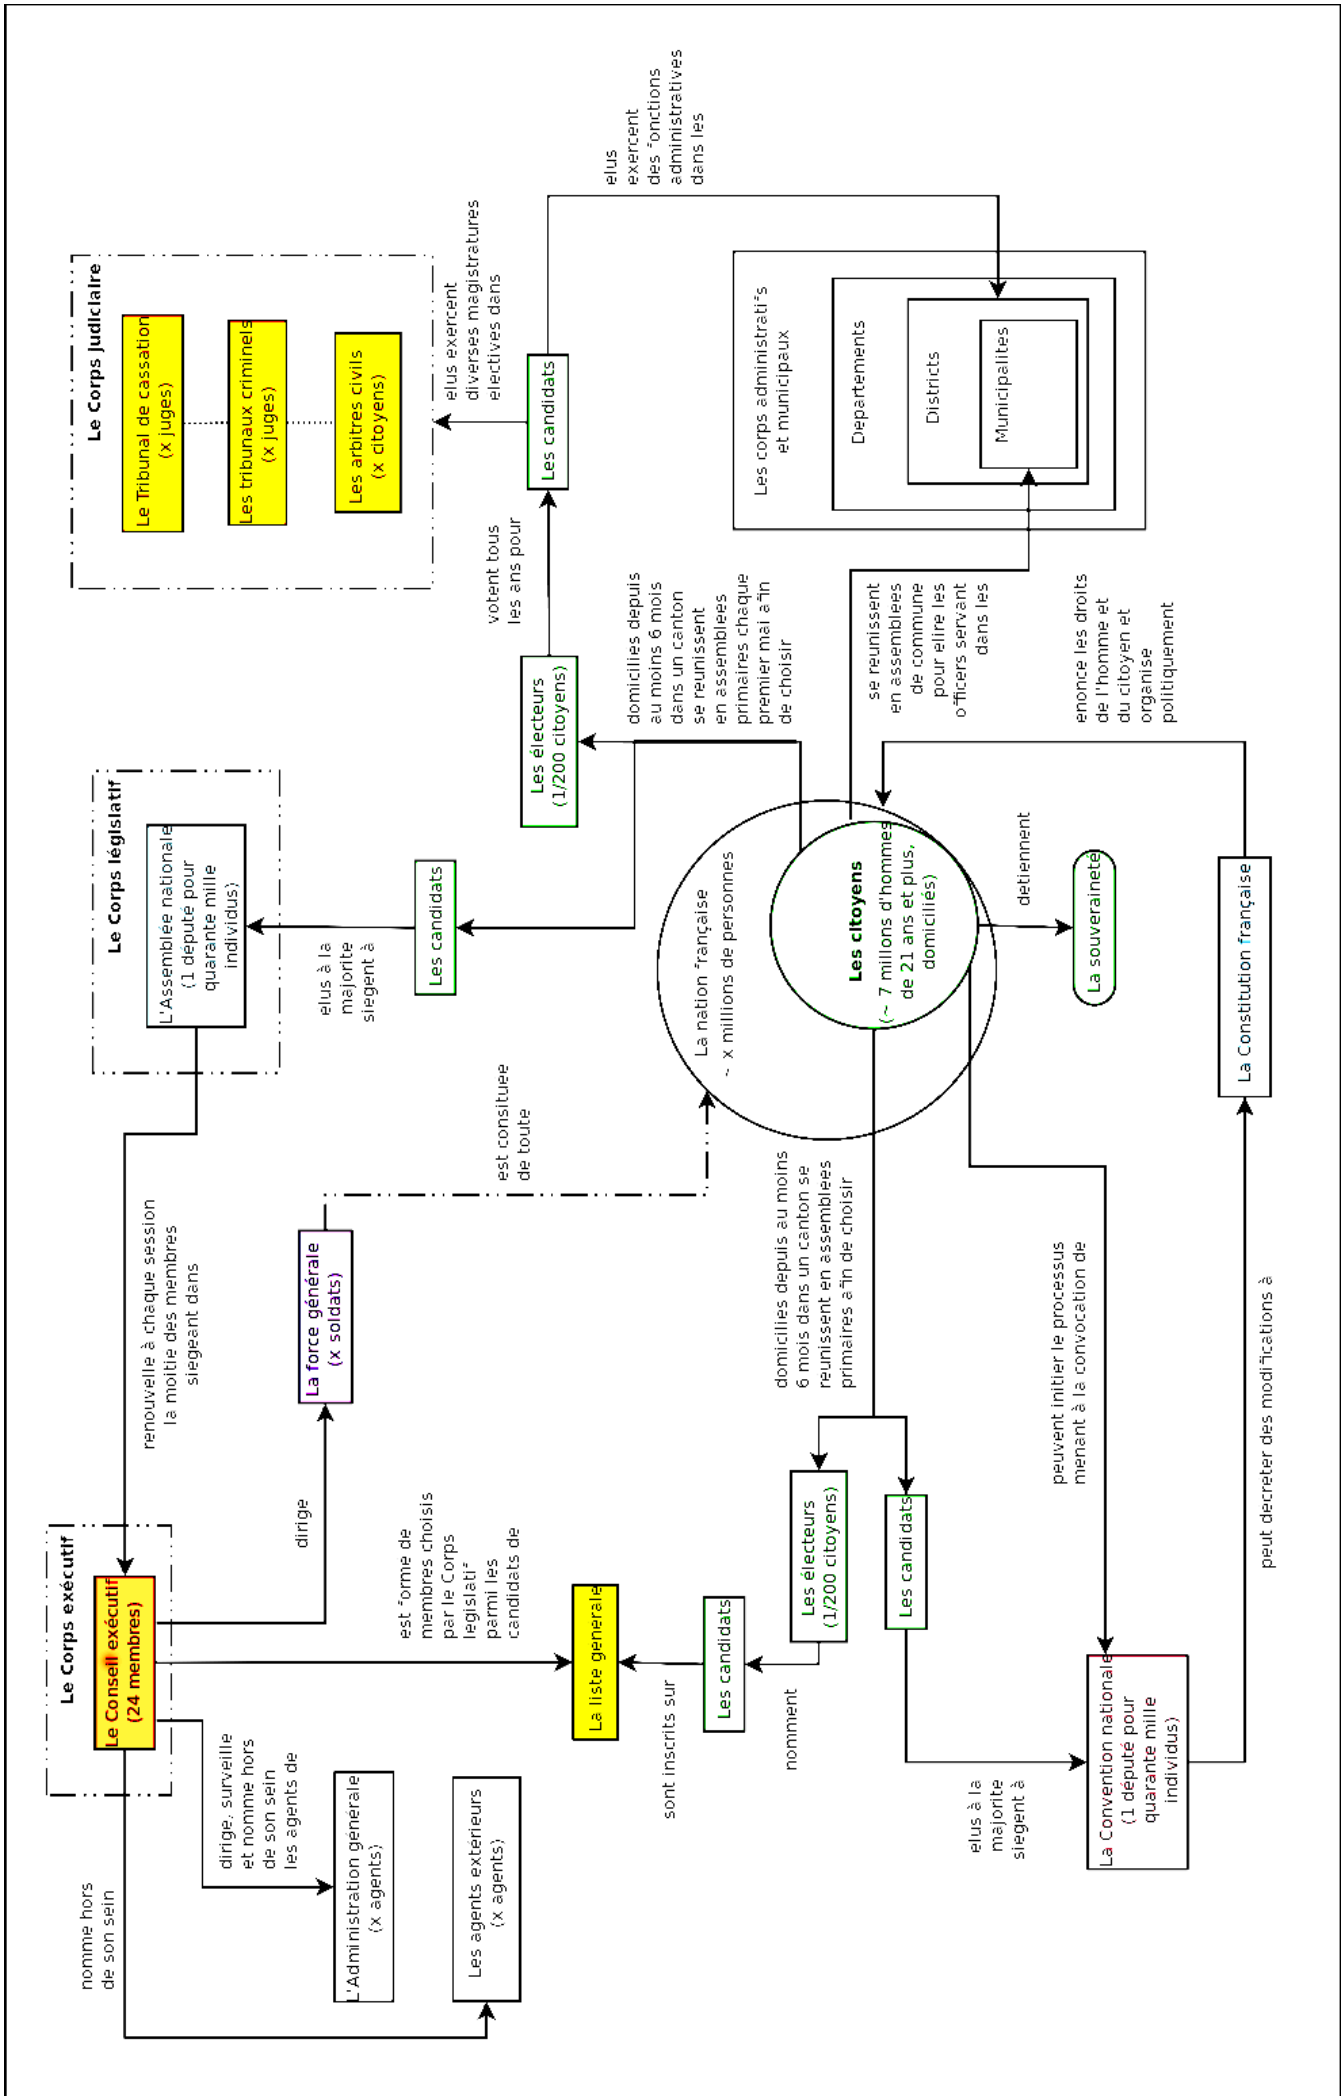 Le Corps exécutif
Le Conseil exécutif
(24 membres)
nomme hors
de son sein
dirige, surveille
et nomme hors
de son sein
les agents de
L'Administration générale
(x agents)
Les agents extérieurs
(x agents)
renouvelle à chaque session
la moitie des membres
siegeant dans
dirige
La force générale
(x soldats)
est forme de
membres choisis
par le Corps
legislatif
parmi les
candidats de
La liste generale
sont inscrits sur
Les candidats
nomment
Les électeurs
(1/200 citoyens)
Les candidats
elus à la
majorite
siegent à
La Convention nationale
(1 député pour
quarante mille
individus)
Le Corps législatif
L'Assemblée nationale
(1 député pour
quarante mille
individus)
elus à la
majorite
siegent à
Les candidats
est consituee
de toute
La nation française
~ x millions de personnes
Les citoyens
(~ 7 millions d'hommes
de 21 ans et plus,
domiciliés)
domicilies depuis au moins
6 mois dans un canton se
reunissent en assemblees
primaires afin de choisir
peuvent initier le processus
menant à la convocation de
peut decreter des modifications à
detiennent
La souveraineté
La Constitution française
enonce les droits
de l'homme et
du citoyen et
organise
politiquement
Le Corps judiciaire
Le Tribunal de cassation
(x juges)
Les tribunaux criminels
(x juges)
Les arbitres civils
(x citoyens)
elus exercent
diverses magistratures
electives dans
Les candidats
votent tous
les ans pour
Les électeurs
(1/200 citoyens)
domicilies depuis
au moins 6 mois
dans un canton
se reunissent
en assemblees
primaires chaque
premier mai afin
de choisir
elus
exercent
des fonctions
administratives
dans les
Les corps administratifs
et municipaux
Departements
Districts
Municipalites
se reunissent
en assemblees
de commune
pour elire les
officers servant
dans les